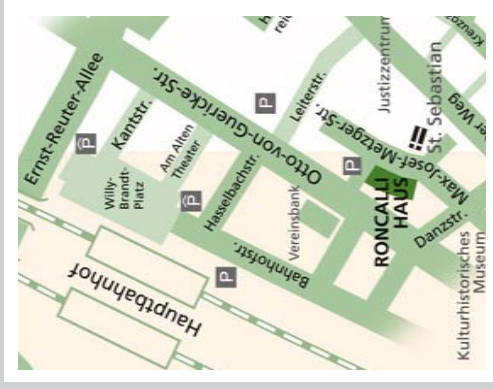 Ernst-Reuter-Allee
Kantstr.
Otto-von-Guericke-Str.
Am Alten
Theater
Willy-
Brandt-
Platz
P
P
P
P
P
Leiterstr.
Justizzentrum
St. Sebastian
Max-Josef-Metzger-Str.
Hasselbachstr.
Vereinsbank
Bahnhofstr.
Hauptbahnhof
RONCALLI
HAUS
Danzstr.
Kulturhistorisches
Museum